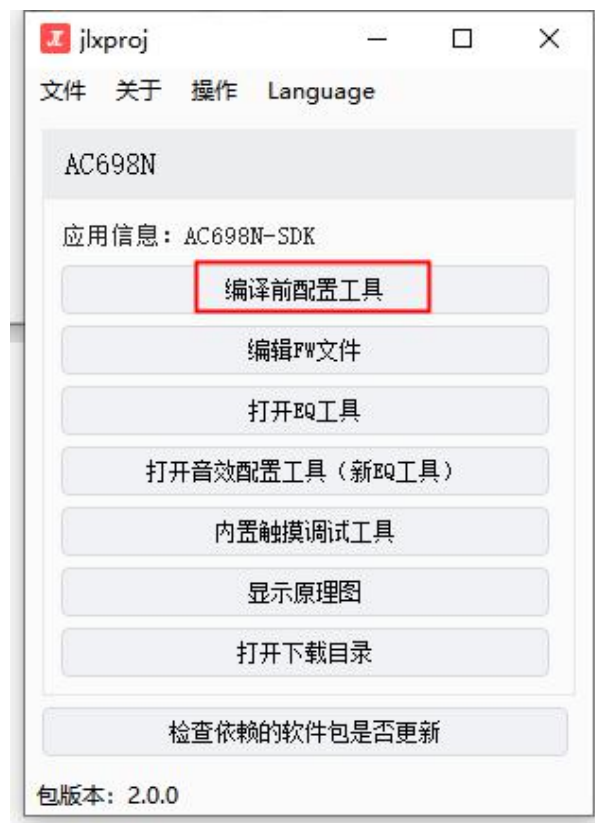 jlxproj
文件 关于 操作 Language
AC698N
应用信息: AC698N-SDK
编译前配置工具
编辑FW文件
打开EQ工具
打开音效配置工具（新EQ工具）
内置触摸调试工具
显示原理图
打开下载目录
检查依赖的软件包是否更新
包版本: 2.0.0